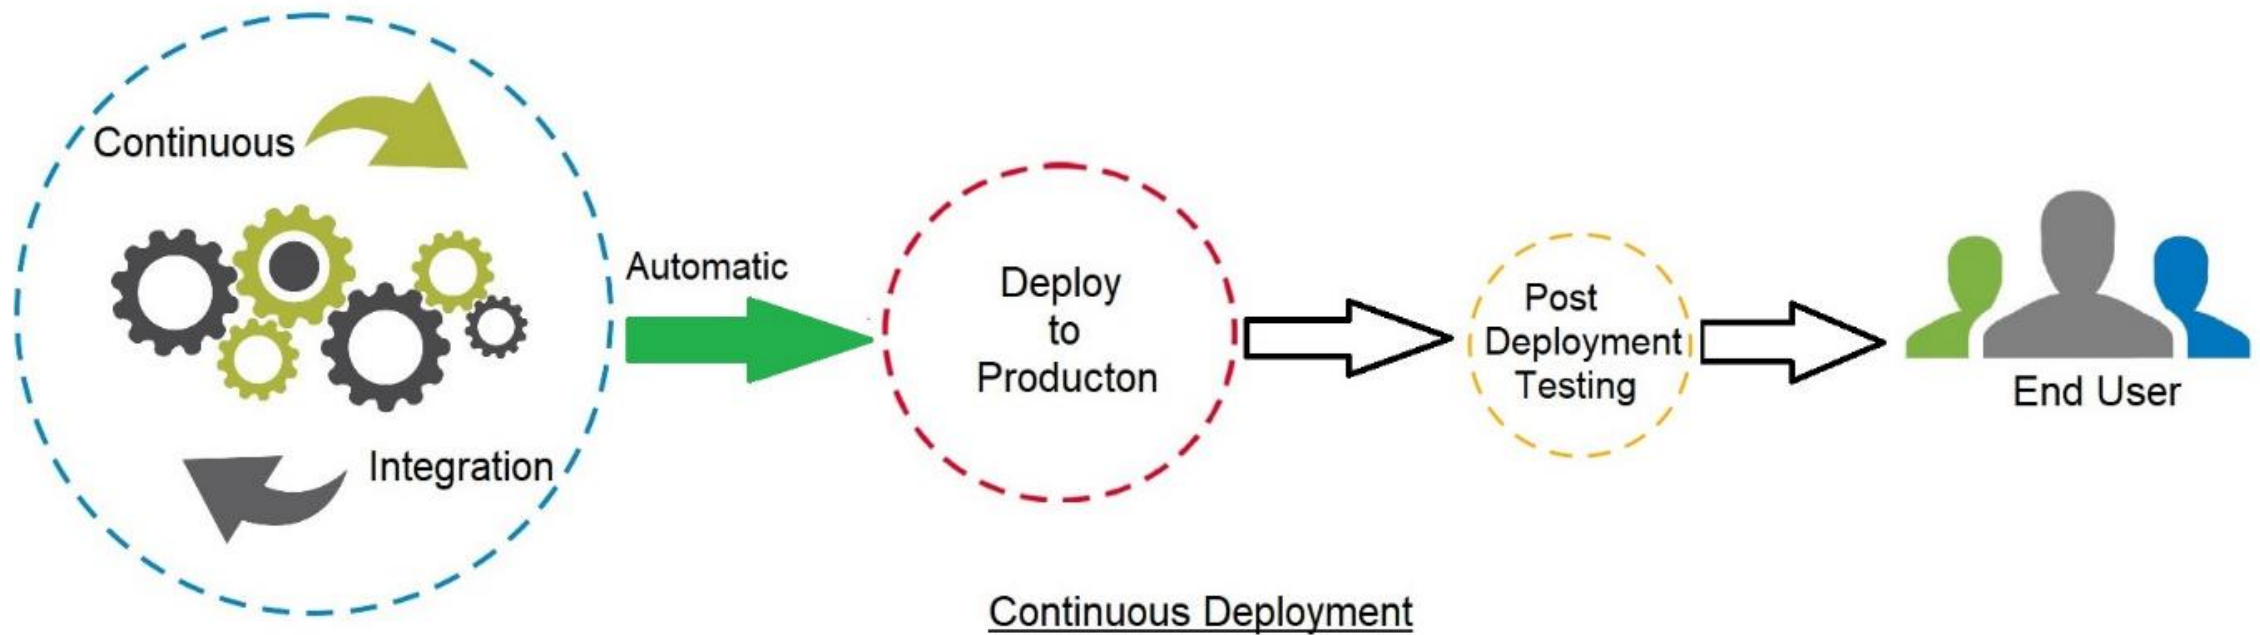 Continuous
Integration
Automatic
Deploy
to
Producton
Post
Deployment
Testing
End User
Continuous Deployment